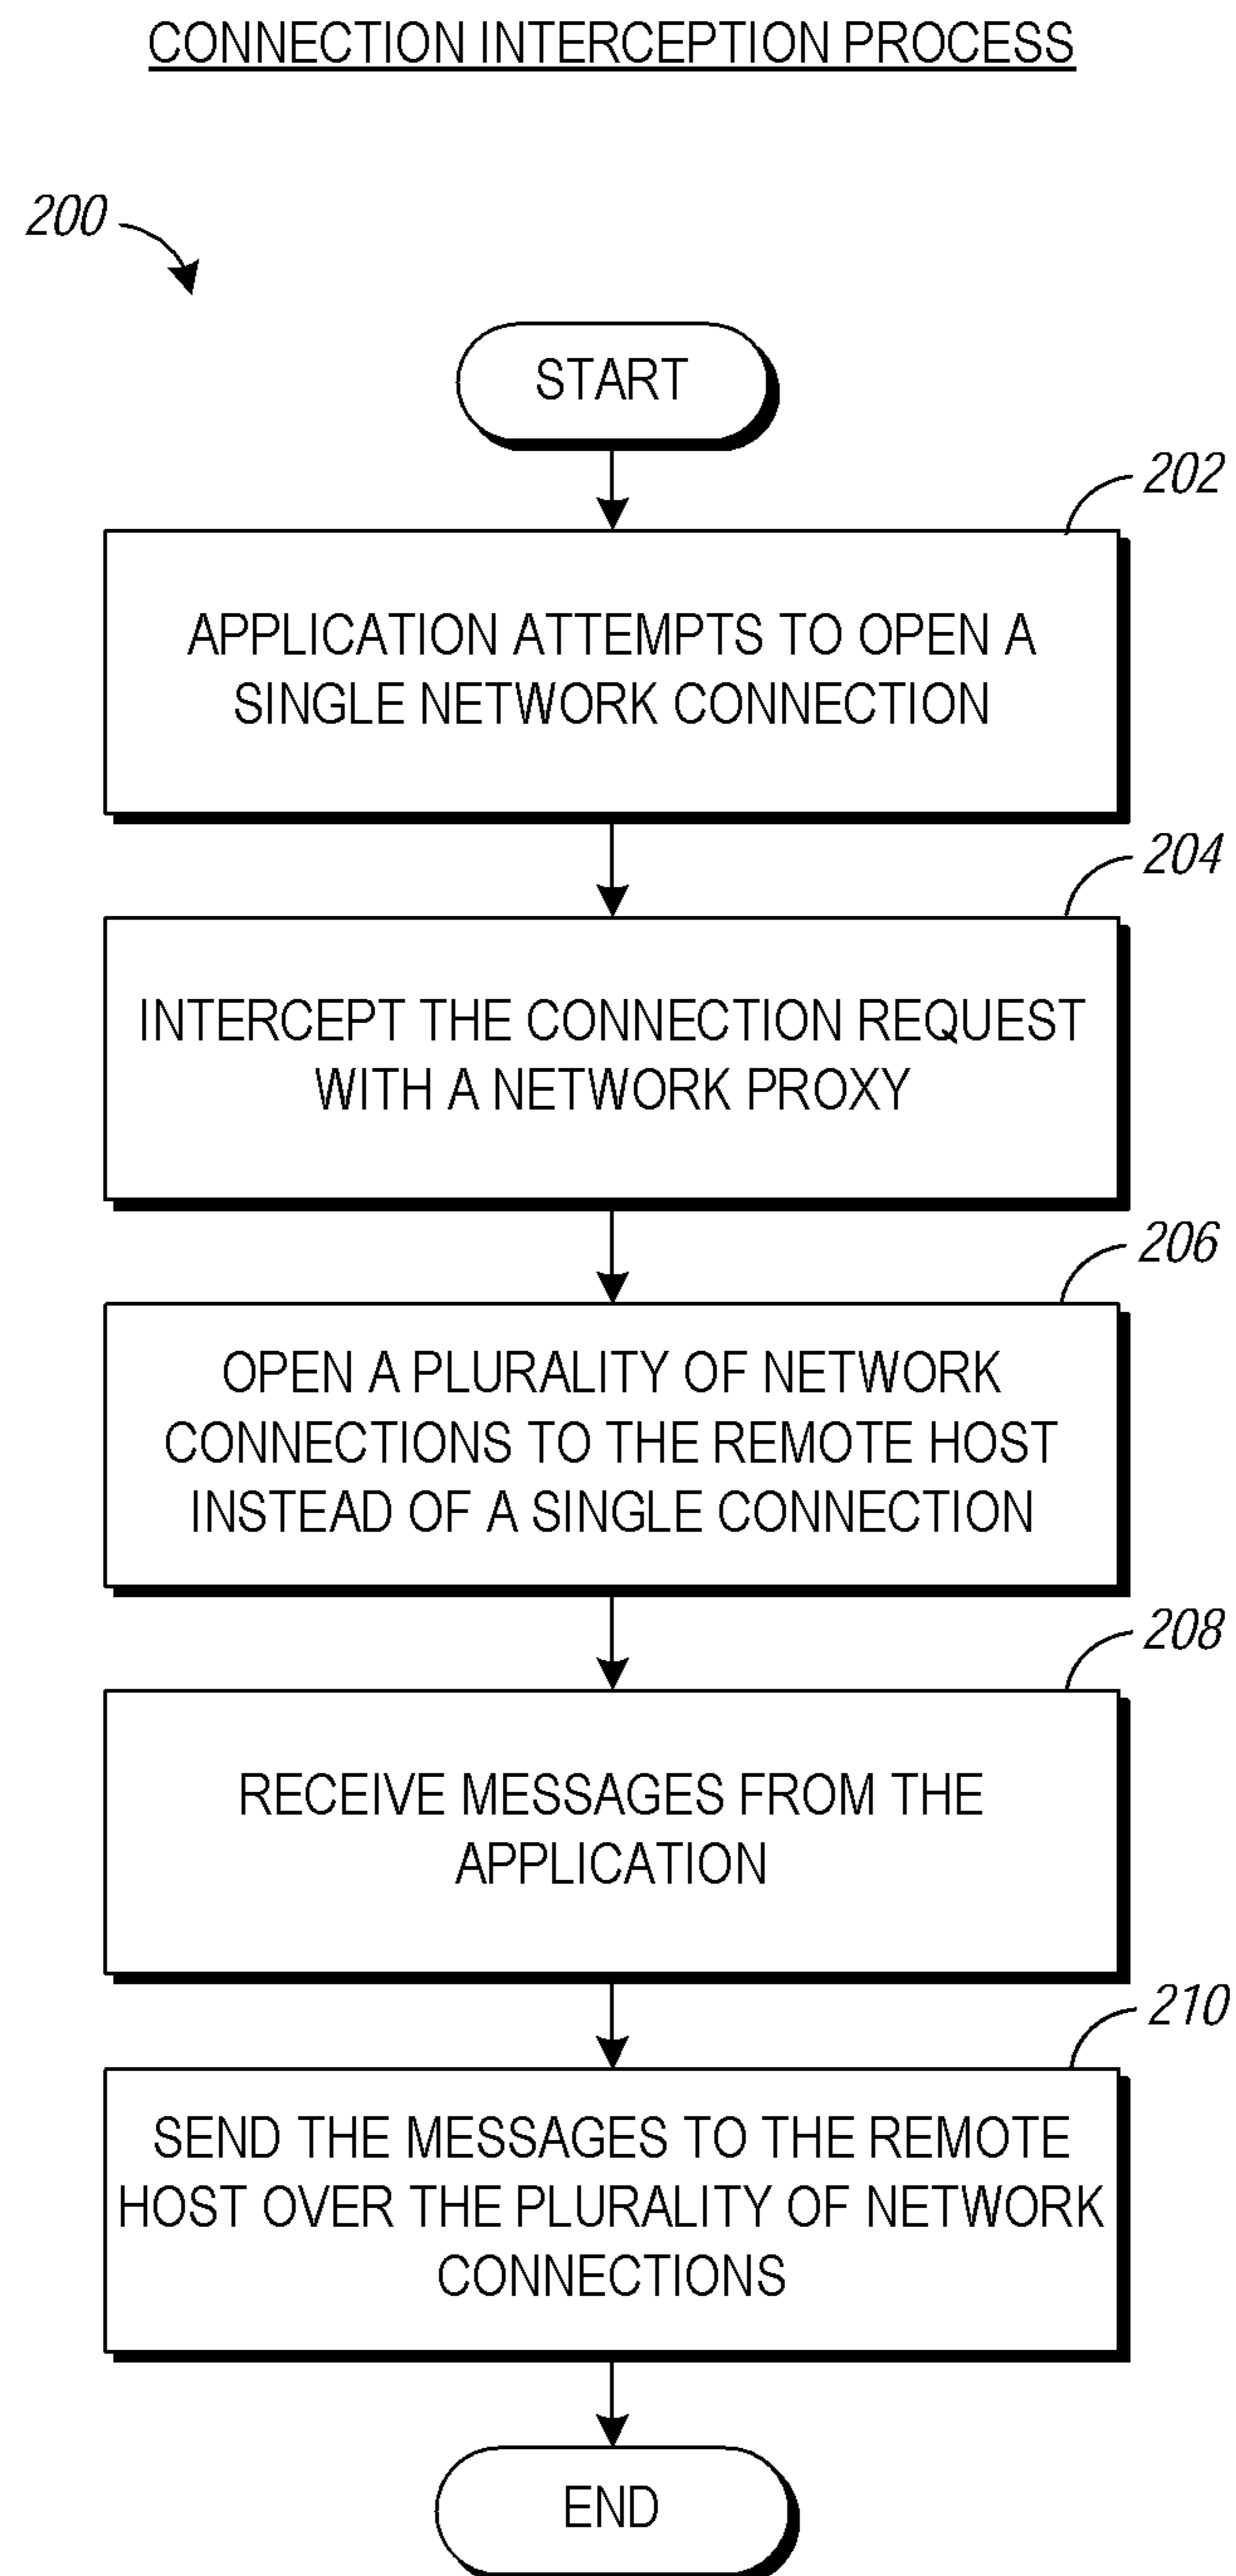 CONNECTION INTERCEPTION PROCESS
200
START
202
APPLICATION ATTEMPTS TO OPEN A
SINGLE NETWORK CONNECTION
204
INTERCEPT THE CONNECTION REQUEST
WITH A NETWORK PROXY
206
OPEN A PLURALITY OF NETWORK
CONNECTIONS TO THE REMOTE HOST
INSTEAD OF A SINGLE CONNECTION
208
RECEIVE MESSAGES FROM THE
APPLICATION
210
SEND THE MESSAGES TO THE REMOTE
HOST OVER THE PLURALITY OF NETWORK
CONNECTIONS
END